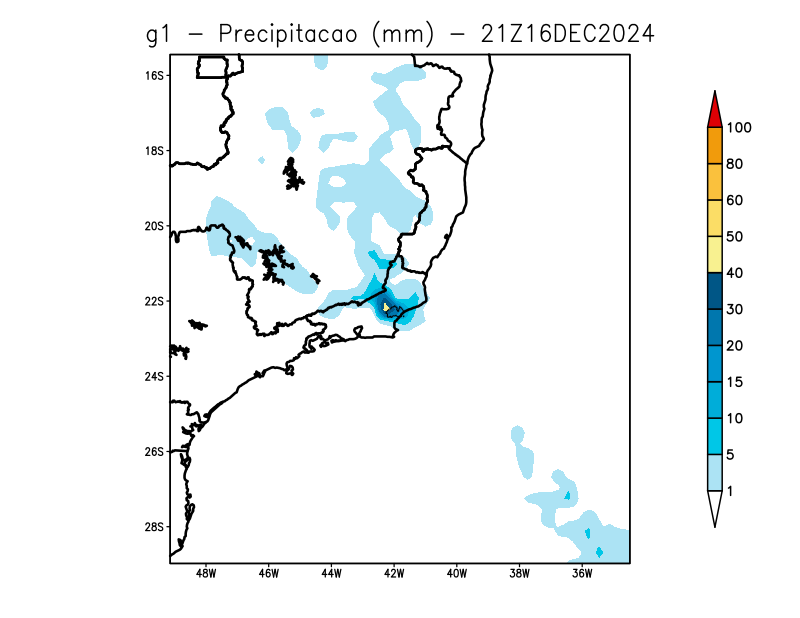 g1 – Precipitacao (mm) – 21Z16DEC2024
16S
18S
20S
22S
24S
26S
28S
48W 46W 44W 42W 40W 38W 36W
100
80
60
50
40
30
20
15
10
5
1